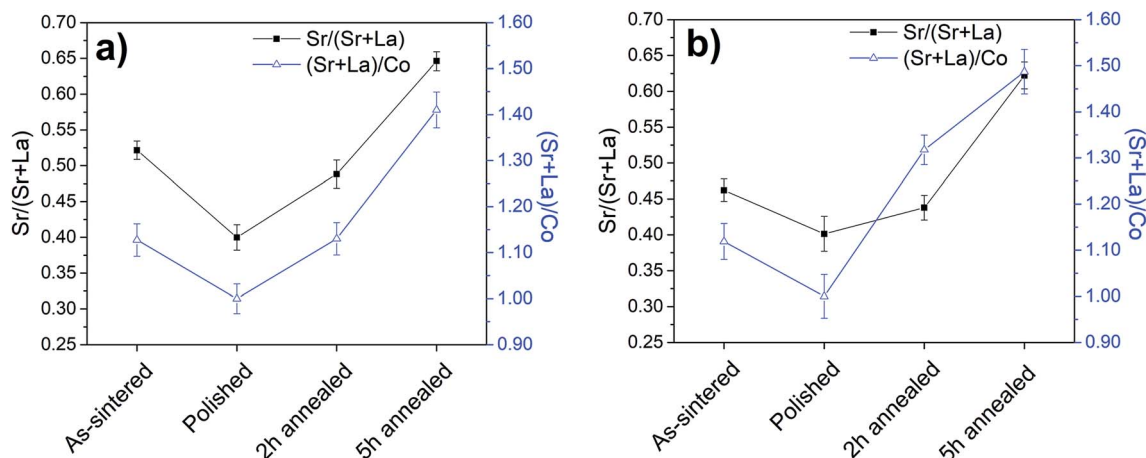 a)
Sr/(Sr+La)
(Sr+La)/Co
0.70
0.65
0.60
0.55
0.50
0.45
0.40
0.35
0.30
0.25
Sr/(Sr+La)
1.60
1.50
1.40
1.30
1.20
1.10
1.00
0.90
(Sr+La)/Co
As-sintered
Polished
2h annealed
5h annealed
b)
Sr/(Sr+La)
(Sr+La)/Co
0.70
0.65
0.60
0.55
0.50
0.45
0.40
0.35
0.30
0.25
Sr/(Sr+La)
1.60
1.50
1.40
1.30
1.20
1.10
1.00
0.90
(Sr+La)/Co
As-sintered
Polished
2h annealed
5h annealed